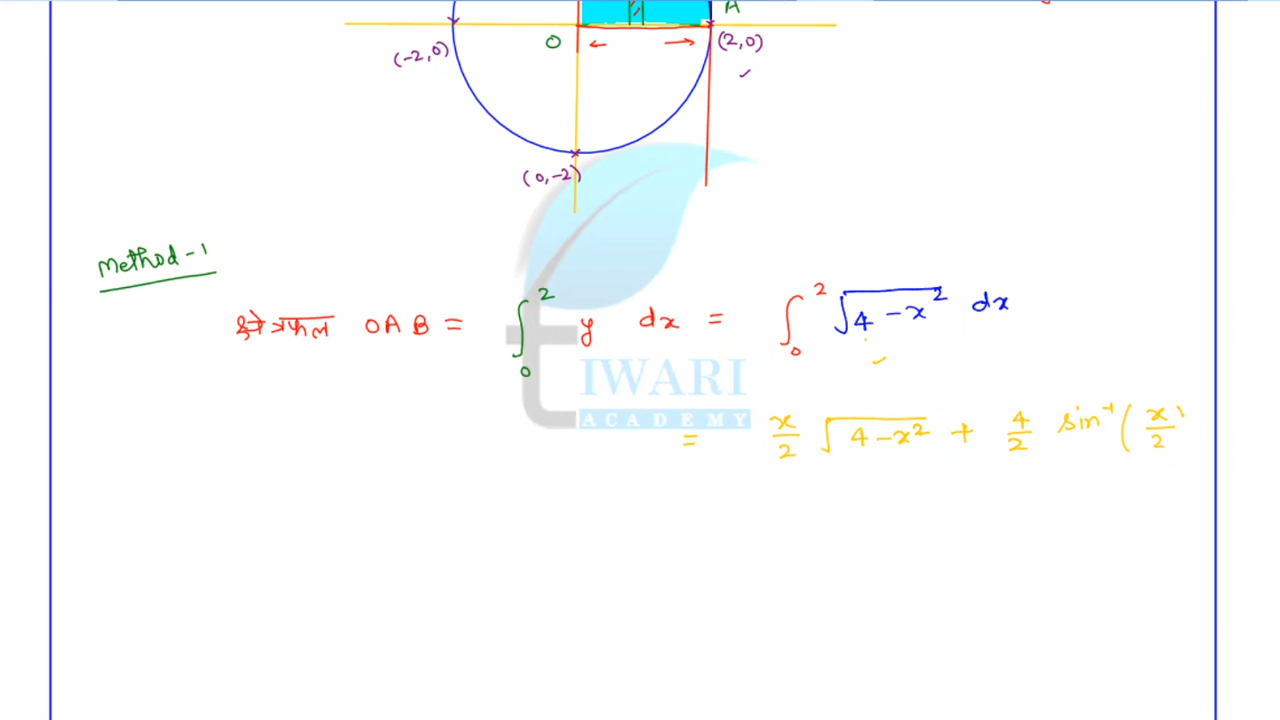 A
O
(2,0)
(-2,0)
(0,-2)
Method-1
क्षेत्रफल OAB = ∫₀² y dx = ∫₀² √(4-x²) dx
IWARI
ACADEMY
= x/2 √(4-x²) + 4/2 sin⁻¹(x/2)